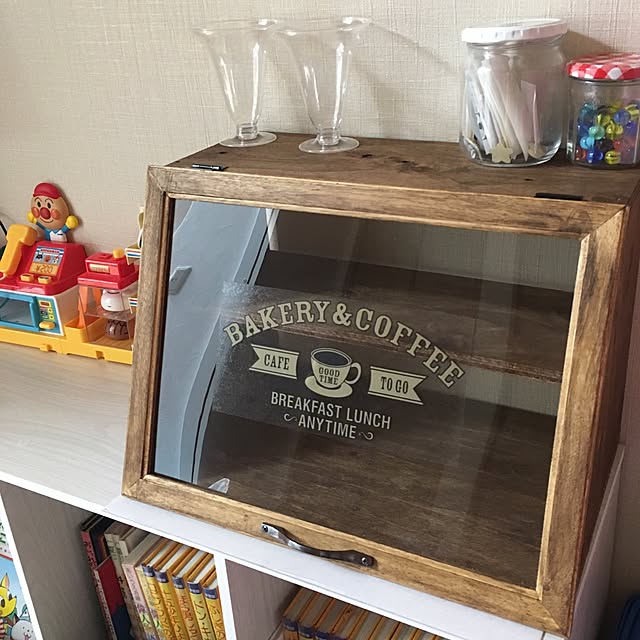 BAKERY & COFFEE
CAFE
GOOD TIME
TO GO
BREAKFAST LUNCH
ANYTIME